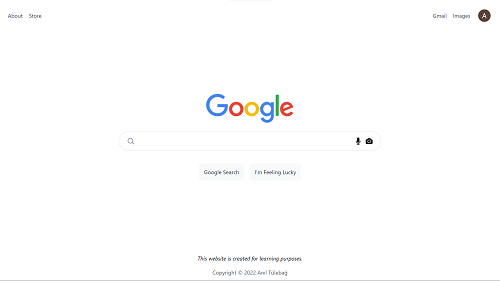 About Store
Gmail Images A
Google
Google Search I'm Feeling Lucky
This website is created for learning purposes.
Copyright © 2022 Anıl Tülebağ